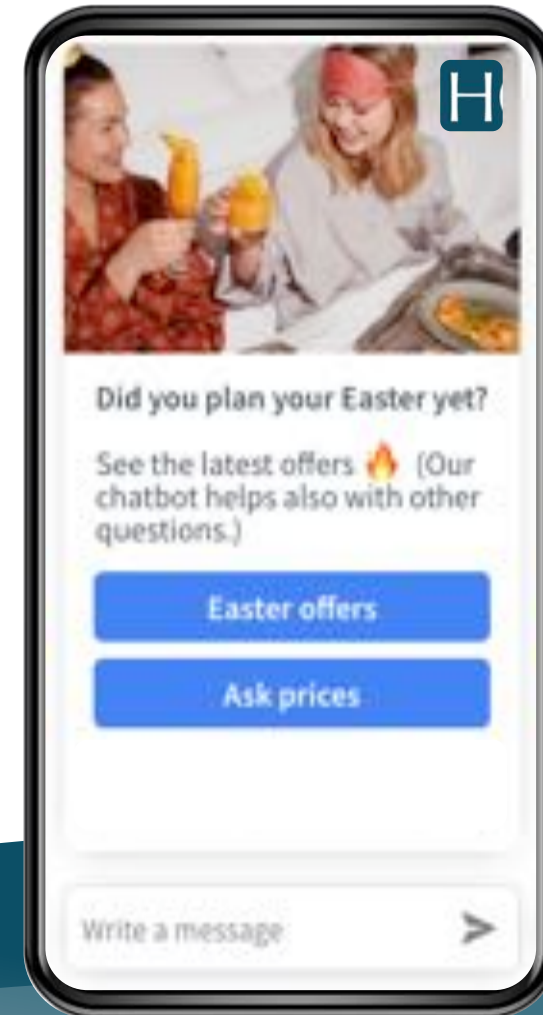 H
Did you plan your Easter yet?
See the latest offers 🔥 (Our
chatbot helps also with other
questions.)
Easter offers
Ask prices
Write a message